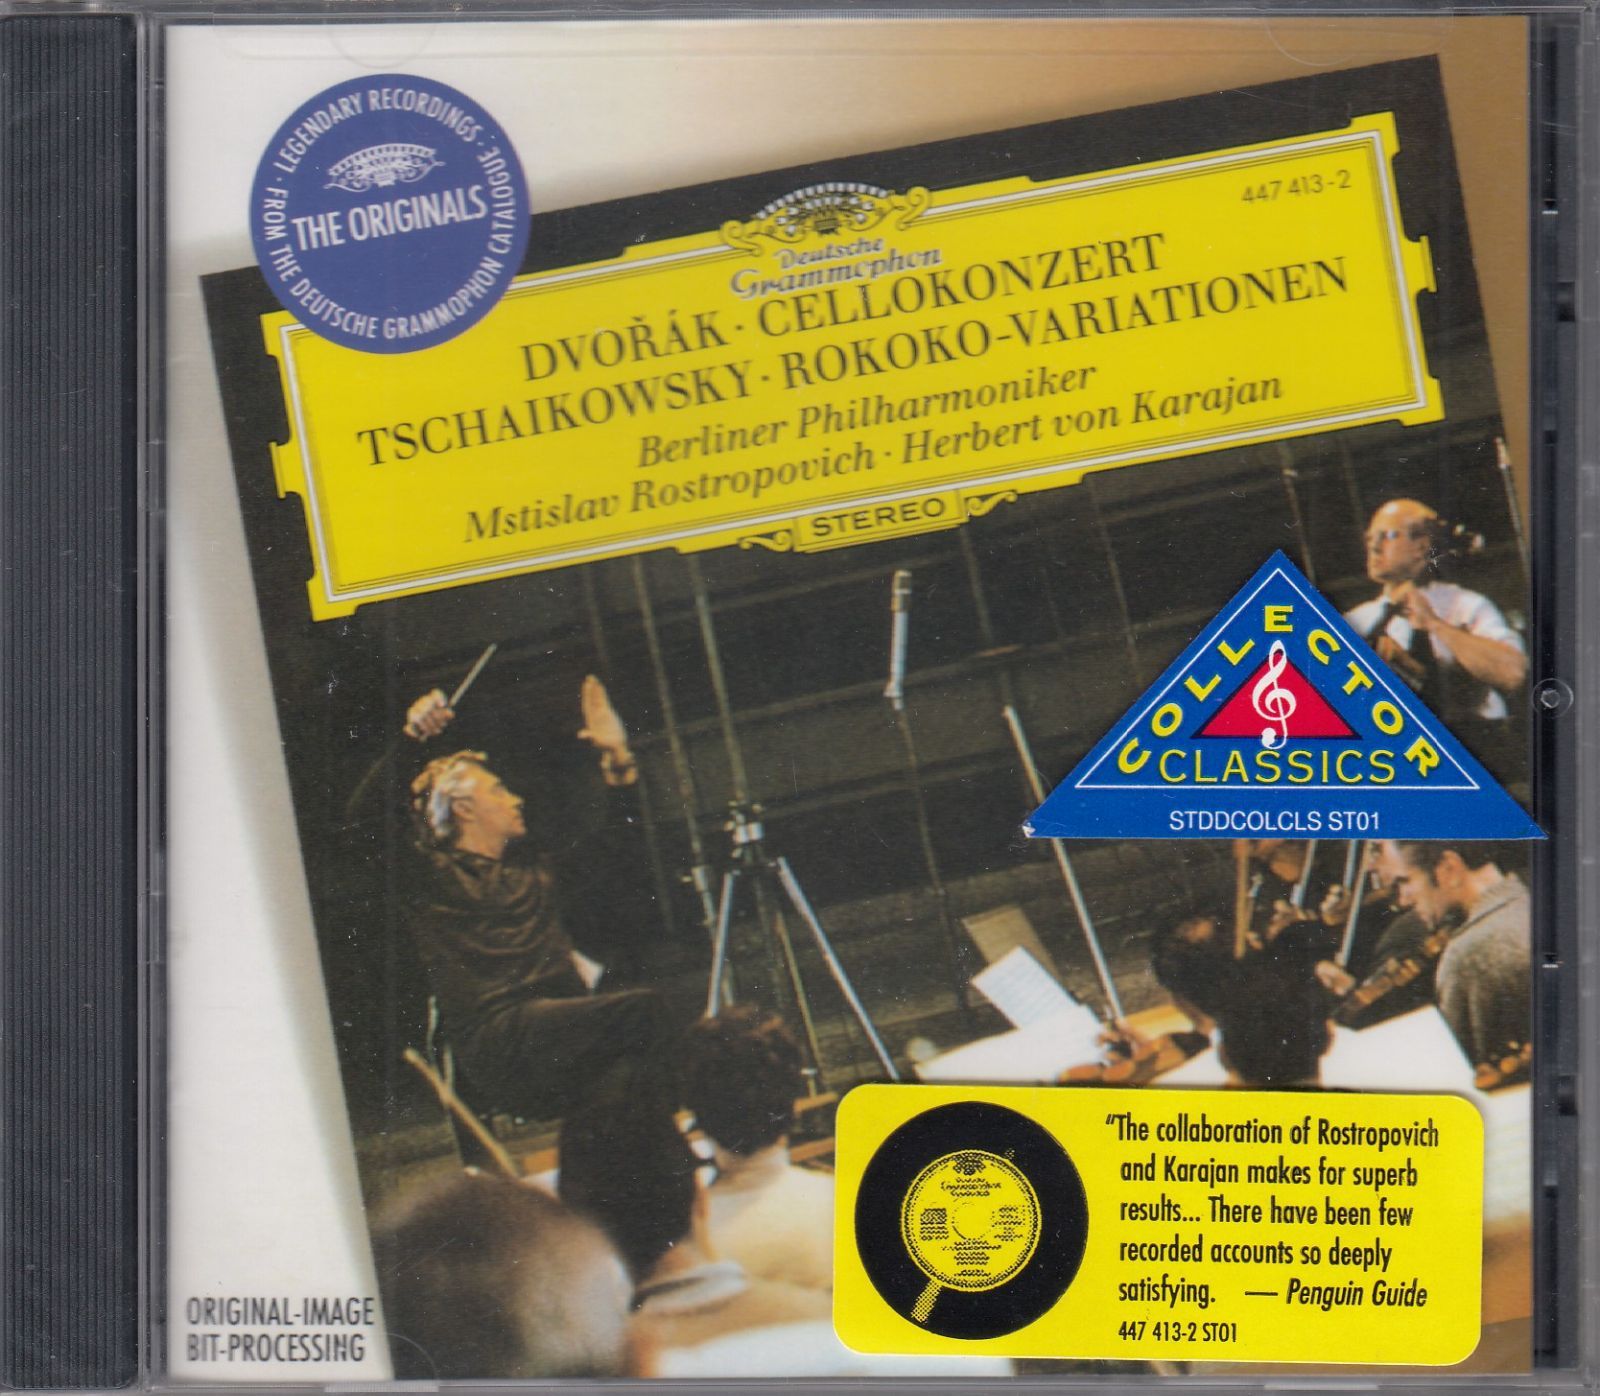 LEGENDARY RECORDINGS ·
FROM THE DEUTSCHE GRAMMOPHON CATALOGUE ·
THE ORIGINALS
447 413-2
Deutsche
Grammophon
DVOŘÁK · CELLOKONZERT
TSCHAIKOWSKY · ROKOKO-VARIATIONEN
Berliner Philharmoniker
Mstislav Rostropovich · Herbert von Karajan
STEREO
COLLECTOR
CLASSICS
STDDCOLCLS ST01
"The collaboration of Rostropovich
and Karajan makes for superb
results... There have been few
recorded accounts so deeply
satisfying. — Penguin Guide
447 413-2 ST01
ORIGINAL-IMAGE
BIT-PROCESSING